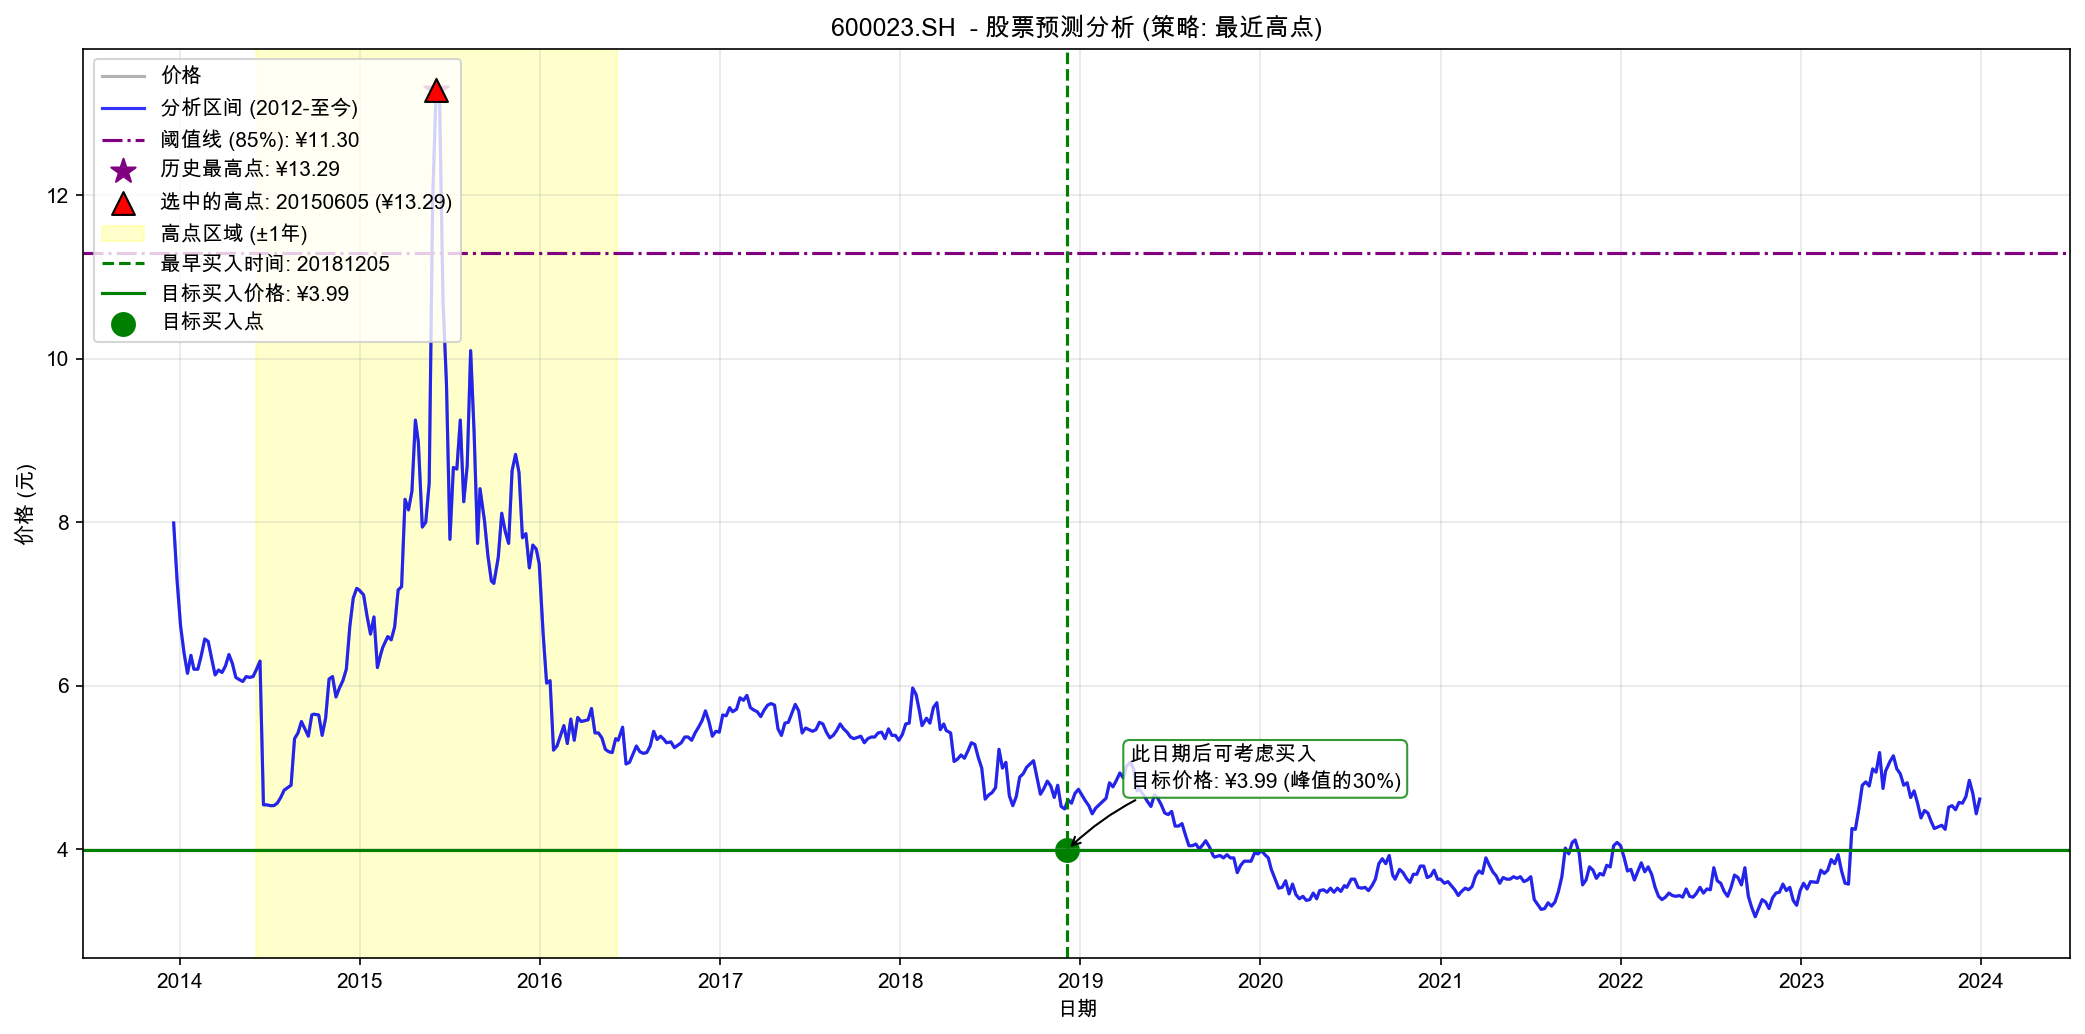 600023.SH - 股票预测分析 (策略: 最近高点)
价格
分析区间 (2012-至今)
阈值线 (85%): ¥11.30
历史最高点: ¥13.29
选中的高点: 20150605 (¥13.29)
高点区域 (±1年)
最早买入时间: 20181205
目标买入价格: ¥3.99
目标买入点
12
10
8
6
4
价格 (元)
此日期后可考虑买入
目标价格: ¥3.99 (峰值的30%)
2014 2015 2016 2017 2018 2019 2020 2021 2022 2023 2024
日期